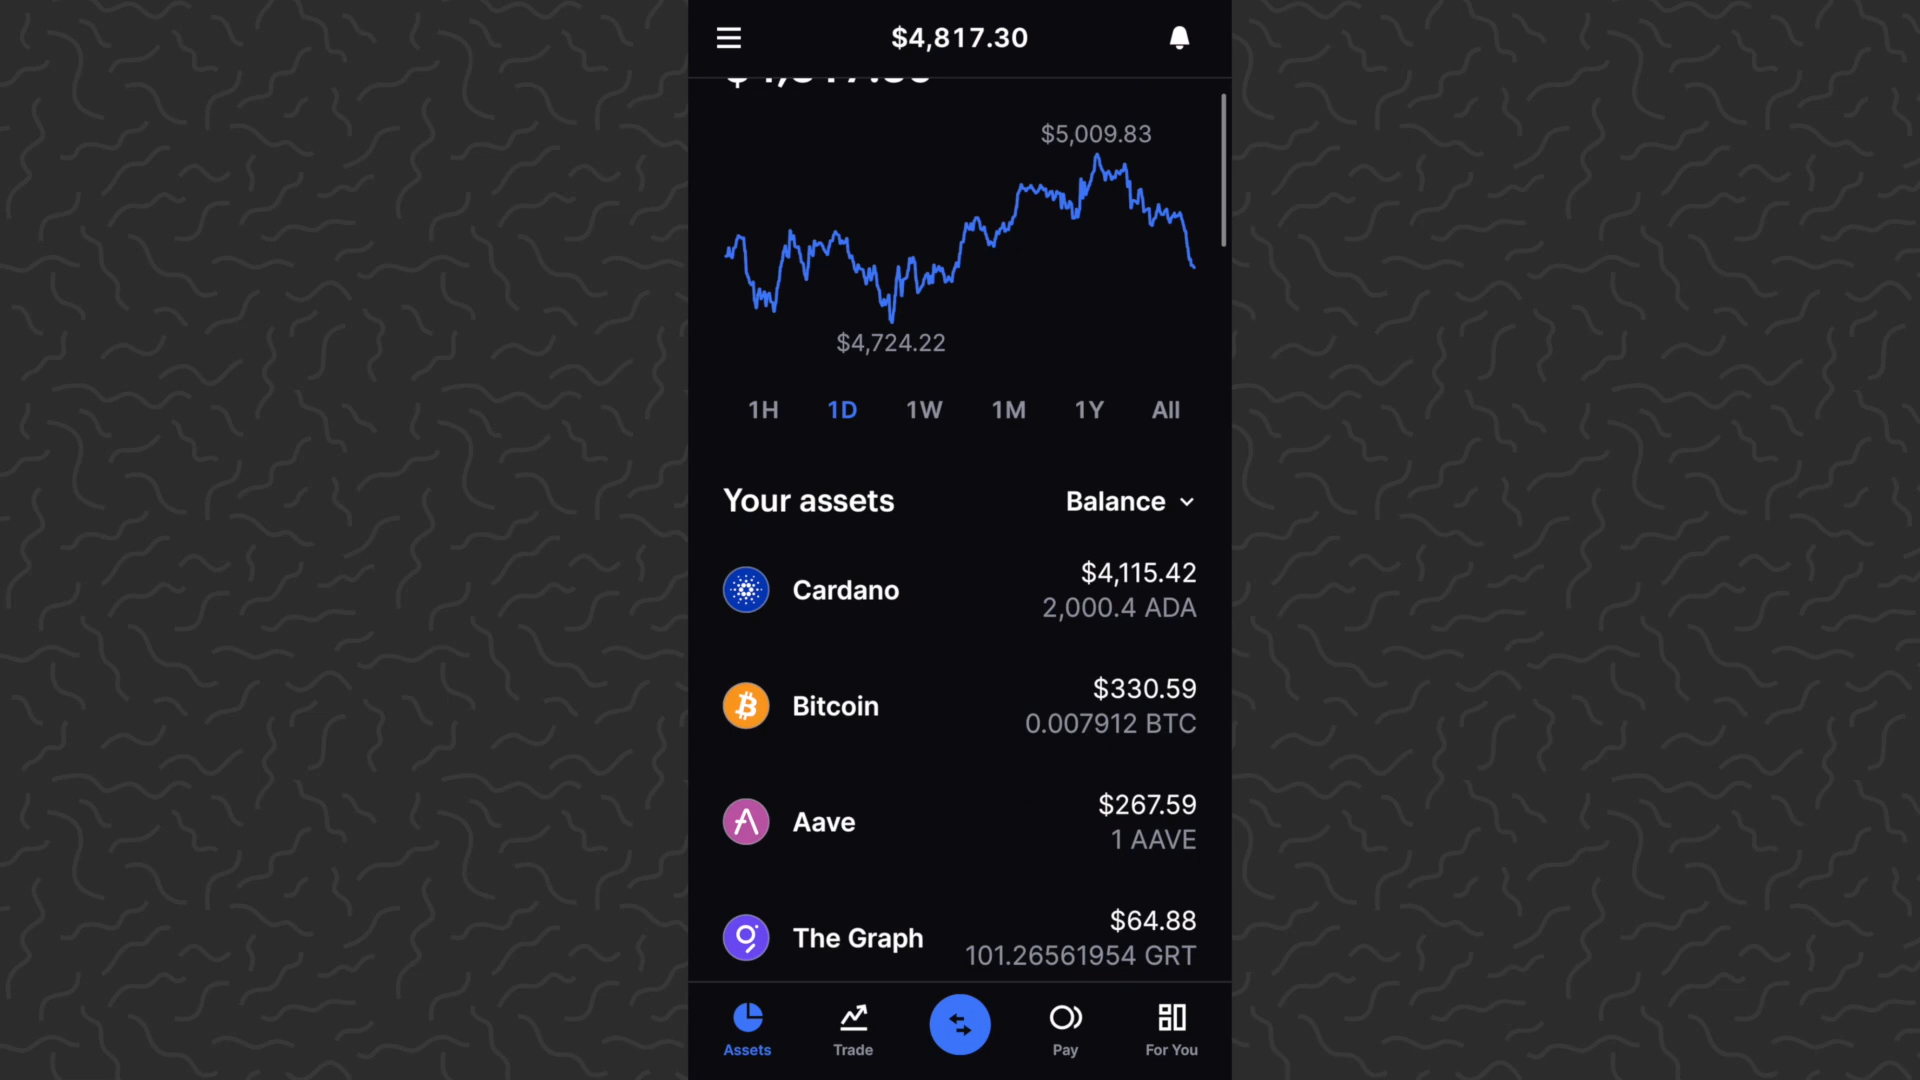 $4,817.30
$5,009.83
$4,724.22
1H 1D 1W 1M 1Y All
Your assets Balance
Cardano $4,115.42
2,000.4 ADA
Bitcoin $330.59
0.007912 BTC
Aave $267.59
1 AAVE
The Graph $64.88
101.26561954 GRT
Assets Trade Pay For You